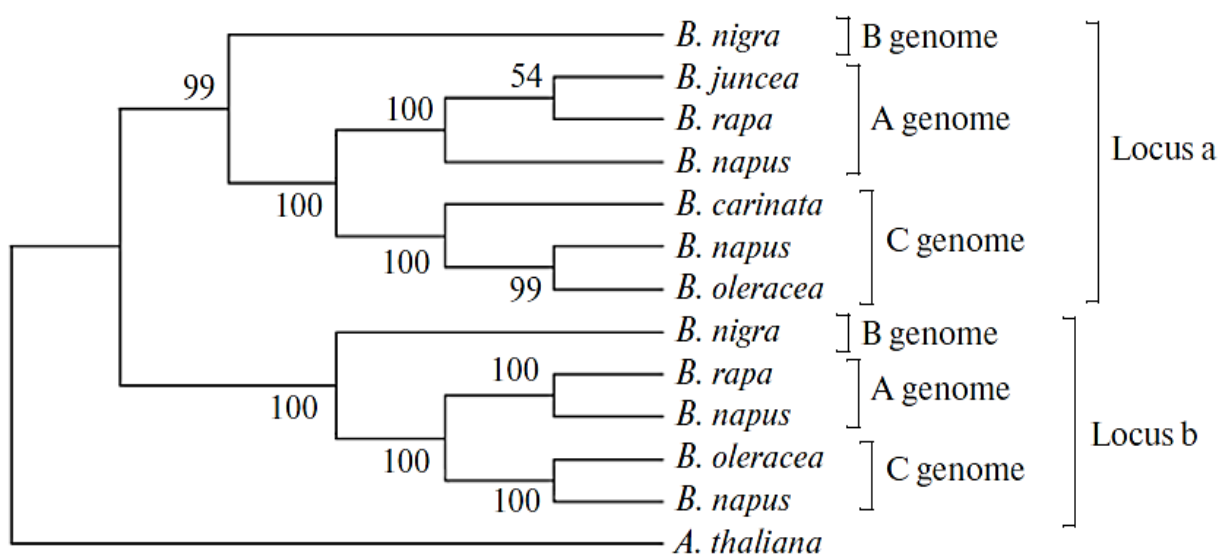 B. nigra B genome
99
54 B. juncea
100
B. rapa A genome
Locus a
B. napus
100 B. carinata
B. napus C genome
100
99 B. oleracea
B. nigra B genome
100 B. rapa
A genome
100 B. napus
Locus b
B. oleracea
100 C genome
100 B. napus
A. thaliana